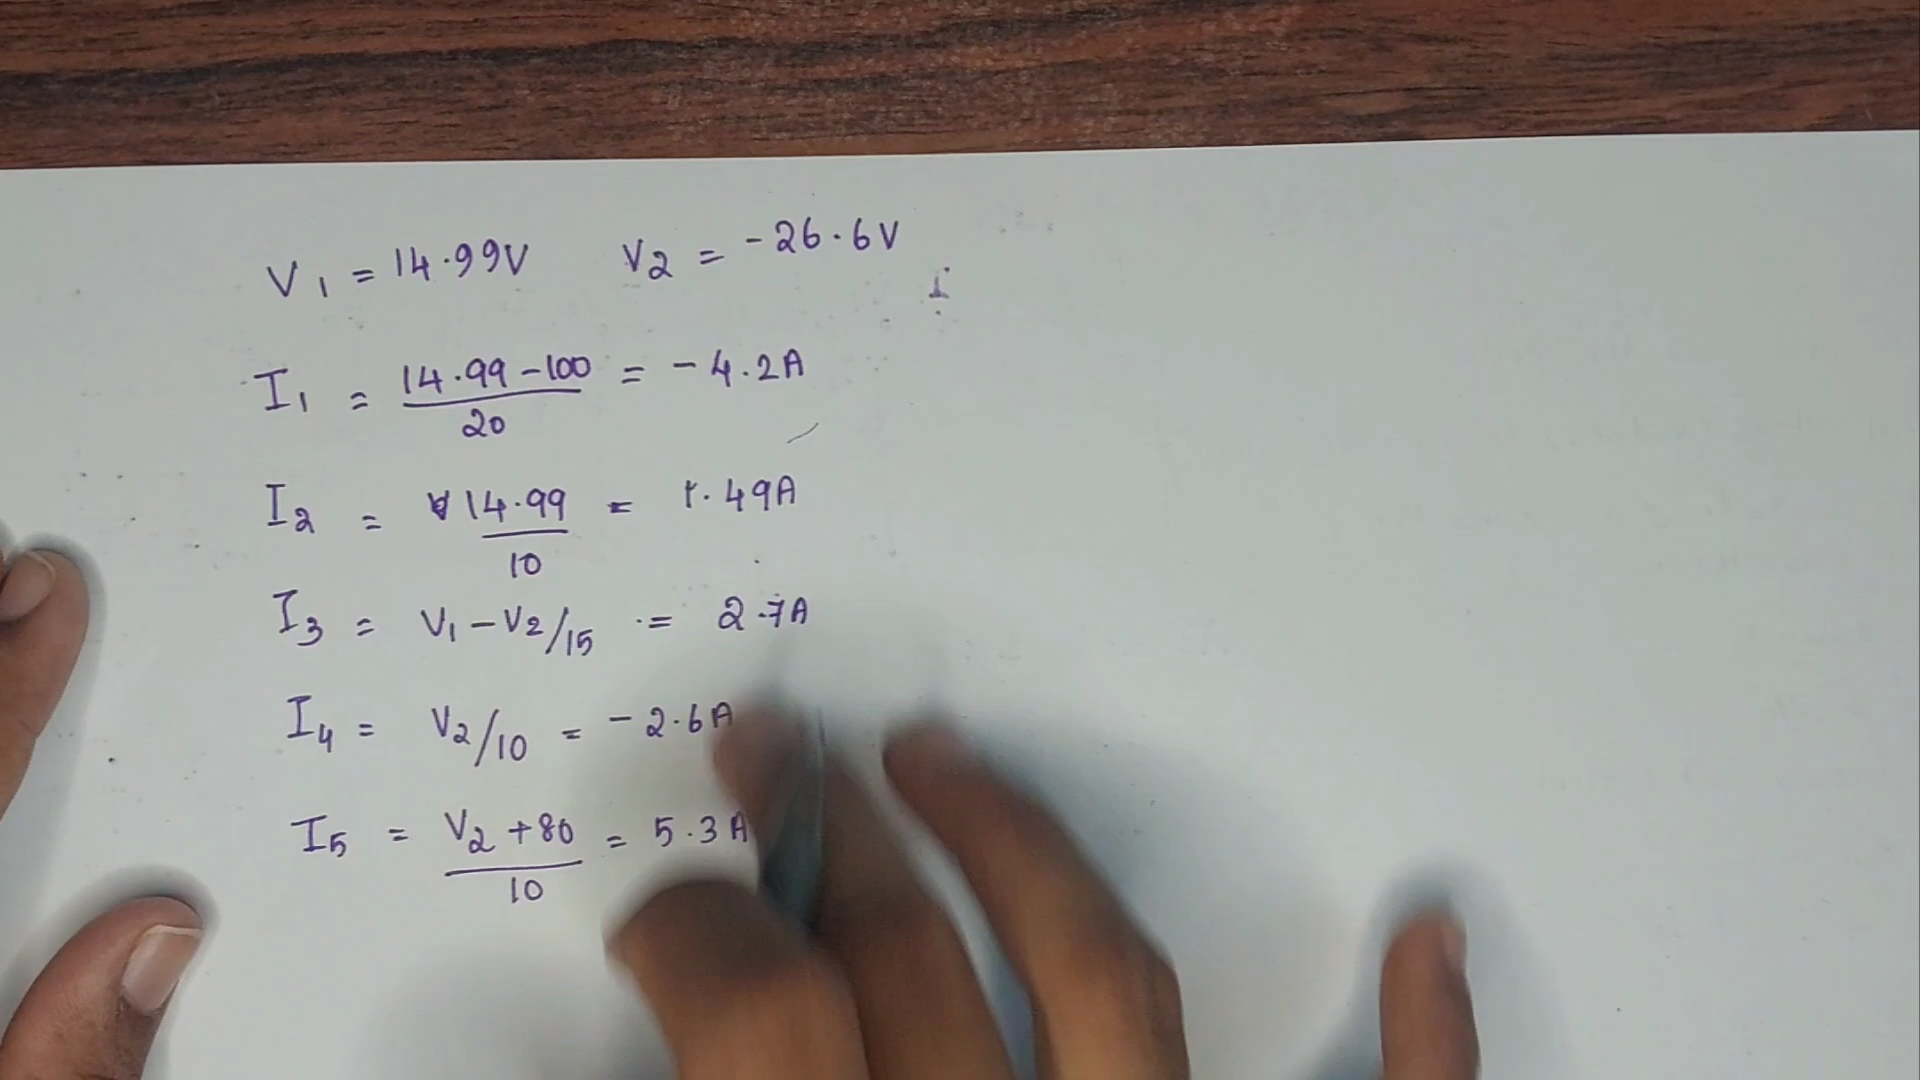 V1 = 14.99V V2 = -26.6V
I1 = 14.99-100/20 = -4.2A
I2 = 14.99/10 = 1.49A
I3 = V1-V2/15 = 2.7A
I4 = V2/10 = -2.6A
I5 = V2+80/10 = 5.3A